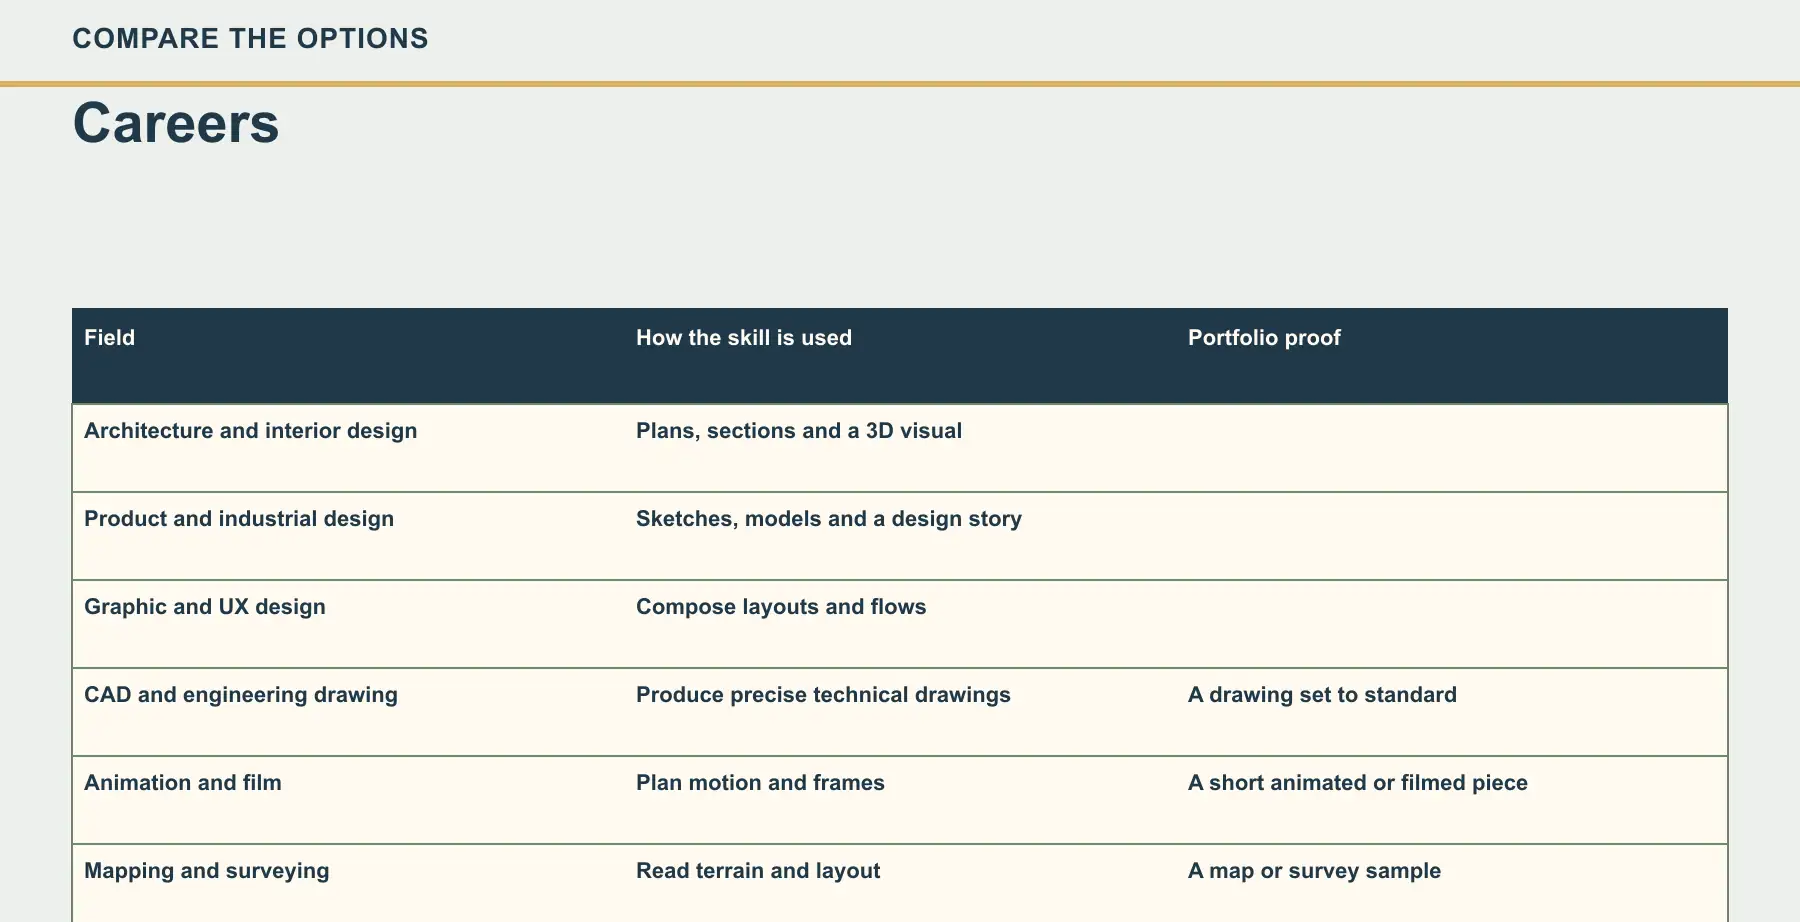 COMPARE THE OPTIONS
Careers
Field How the skill is used Portfolio proof
Architecture and interior design Plans, sections and a 3D visual
Product and industrial design Sketches, models and a design story
Graphic and UX design Compose layouts and flows
CAD and engineering drawing Produce precise technical drawings A drawing set to standard
Animation and film Plan motion and frames A short animated or filmed piece
Mapping and surveying Read terrain and layout A map or survey sample